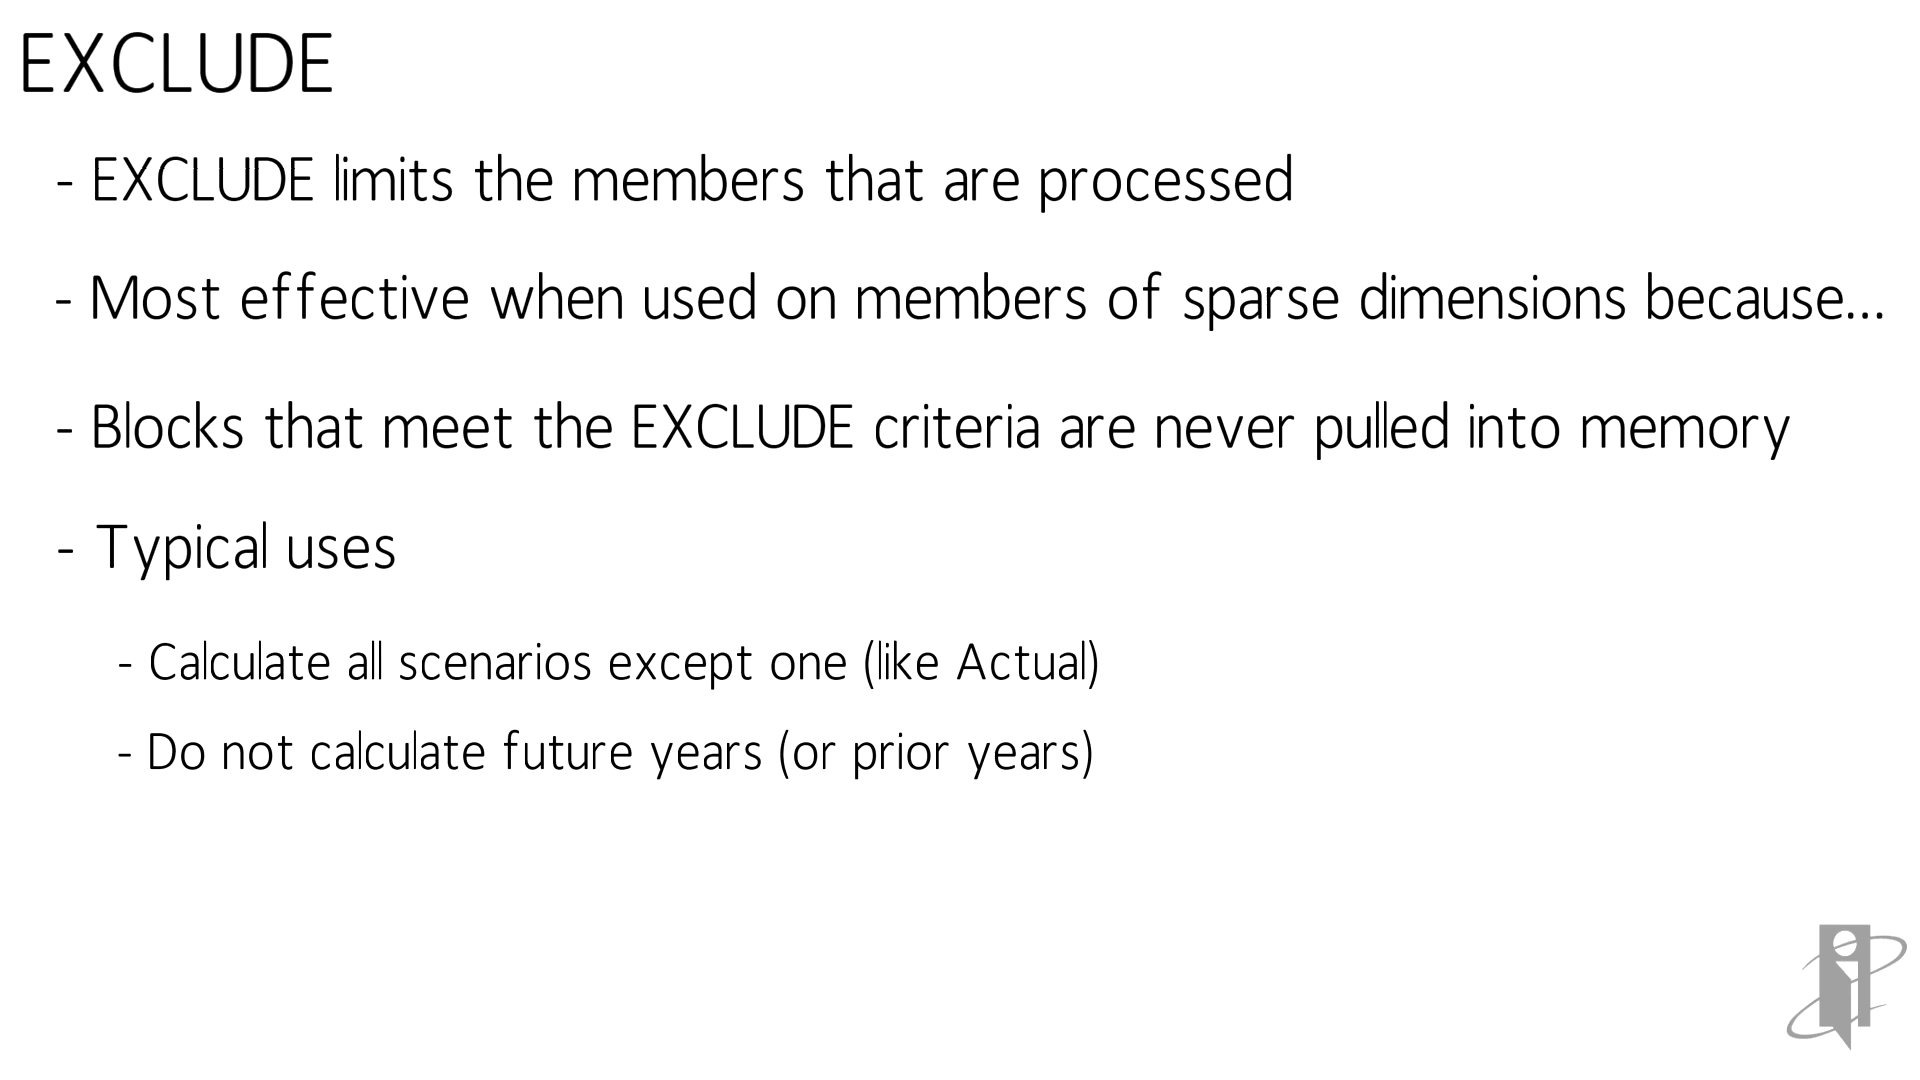 EXCLUDE
- EXCLUDE limits the members that are processed
- Most effective when used on members of sparse dimensions because...
- Blocks that meet the EXCLUDE criteria are never pulled into memory
- Typical uses
- Calculate all scenarios except one (like Actual)
- Do not calculate future years (or prior years)